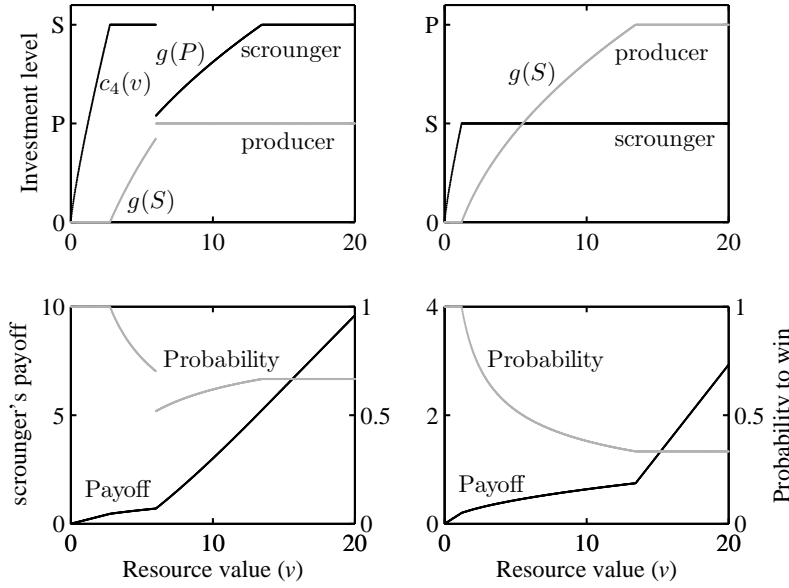 Investment level
S
P
0
c₄(v)
g(P)
scrounger
producer
g(S)
0
10
20
P
S
0
g(S)
producer
scrounger
0
10
20
scrounger's payoff
10
5
0
1
0.5
0
Probability
Payoff
0
10
20
Resource value (v)
4
2
0
1
0.5
0
Probability
Payoff
0
10
20
Resource value (v)
Probability to win